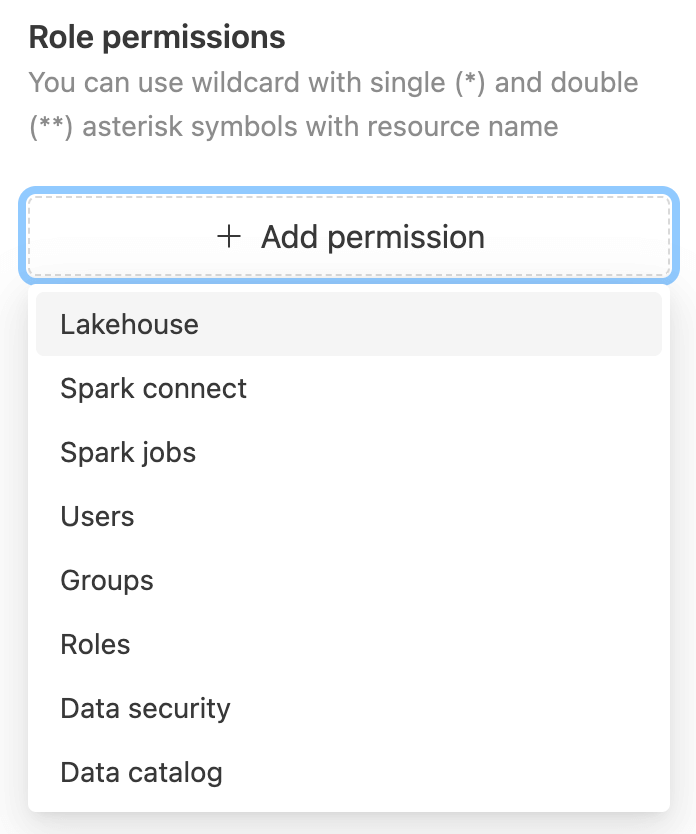 Role permissions
You can use wildcard with single (*) and double
(**) asterisk symbols with resource name
+ Add permission
Lakehouse
Spark connect
Spark jobs
Users
Groups
Roles
Data security
Data catalog